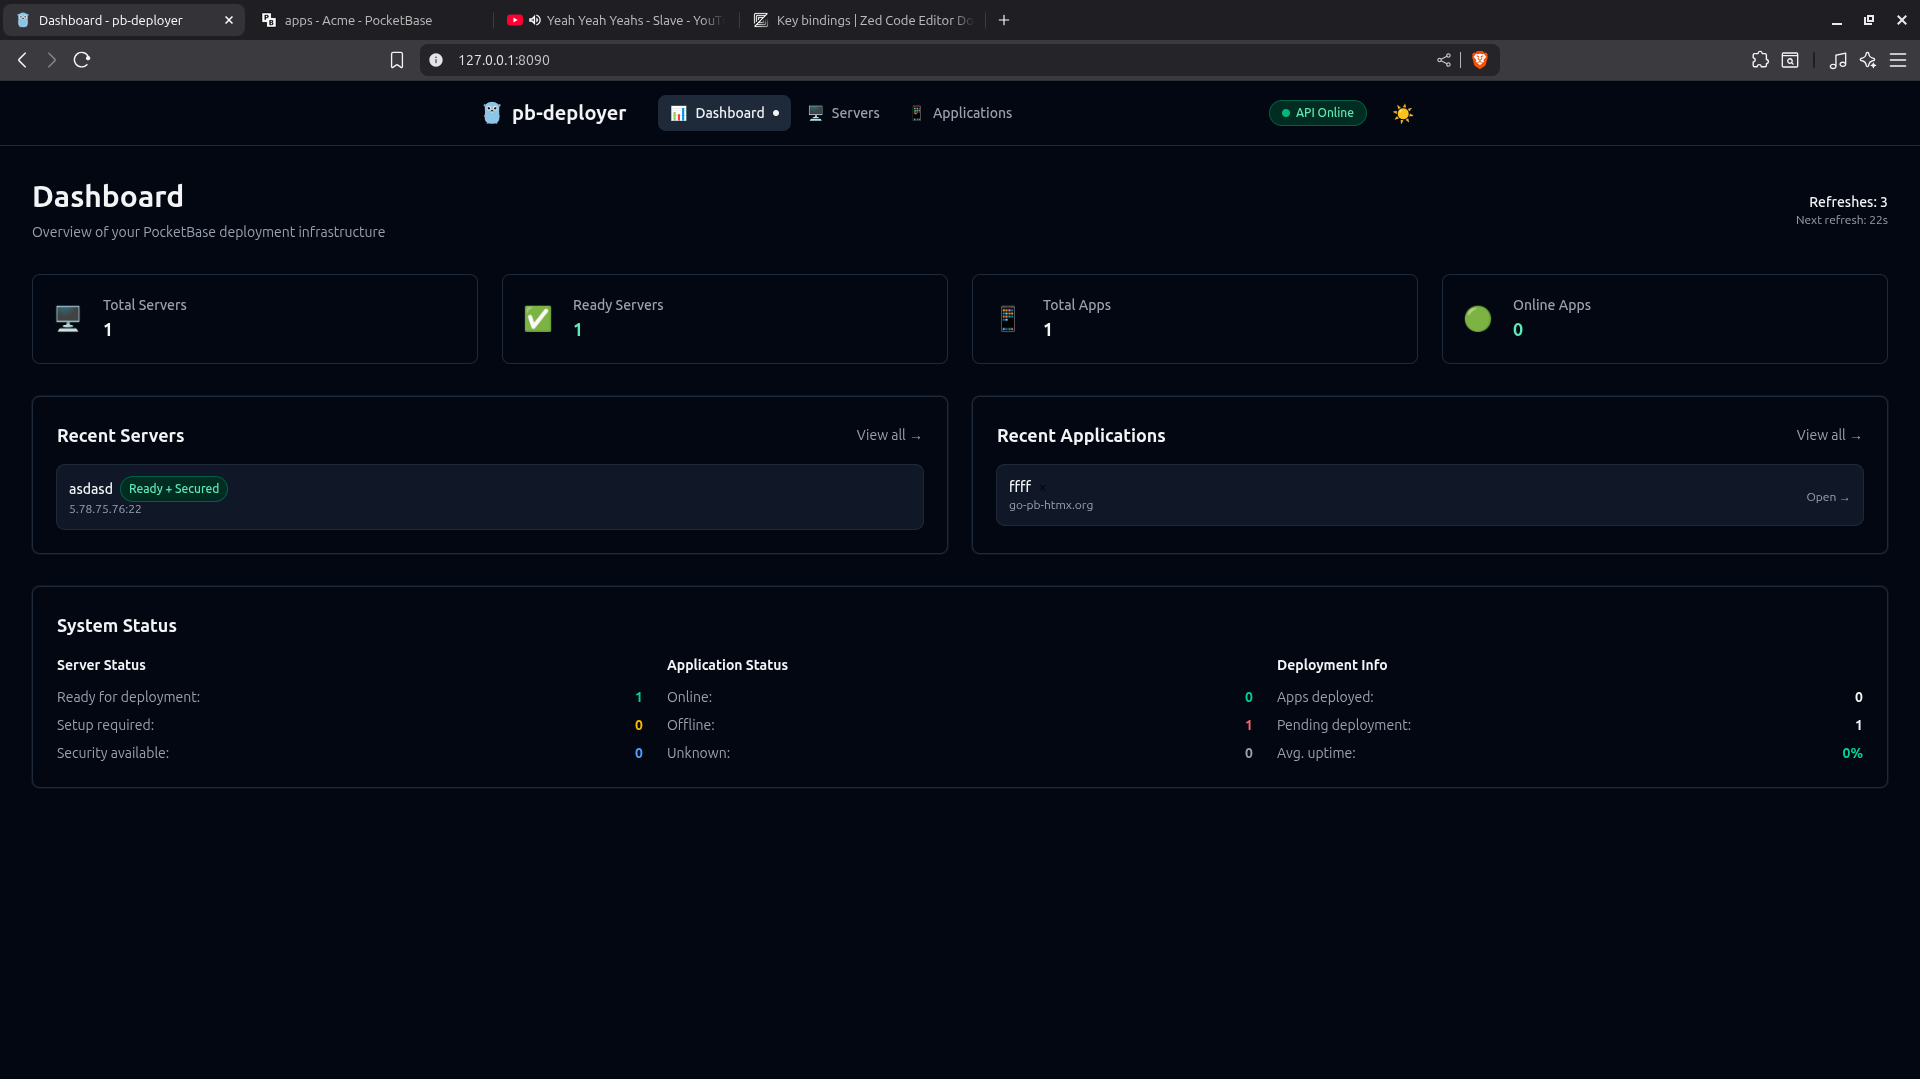 Dashboard - pb-deployer
apps - Acme - PocketBase
Yeah Yeah Yeahs - Slave - YouT
Key bindings | Zed Code Editor Do
127.0.0.1:8090
pb-deployer
Dashboard
Servers
Applications
API Online
Dashboard
Overview of your PocketBase deployment infrastructure
Refreshes: 3
Next refresh: 22s
Total Servers
1
Ready Servers
1
Total Apps
1
Online Apps
0
Recent Servers
View all →
asdasd
Ready + Secured
5.78.75.76:22
Recent Applications
View all →
ffff ×
go-pb-htmx.org
Open →
System Status
Server Status
Ready for deployment: 1
Setup required: 0
Security available: 0
Application Status
Online: 0
Offline: 1
Unknown: 0
Deployment Info
Apps deployed: 0
Pending deployment: 1
Avg. uptime: 0%